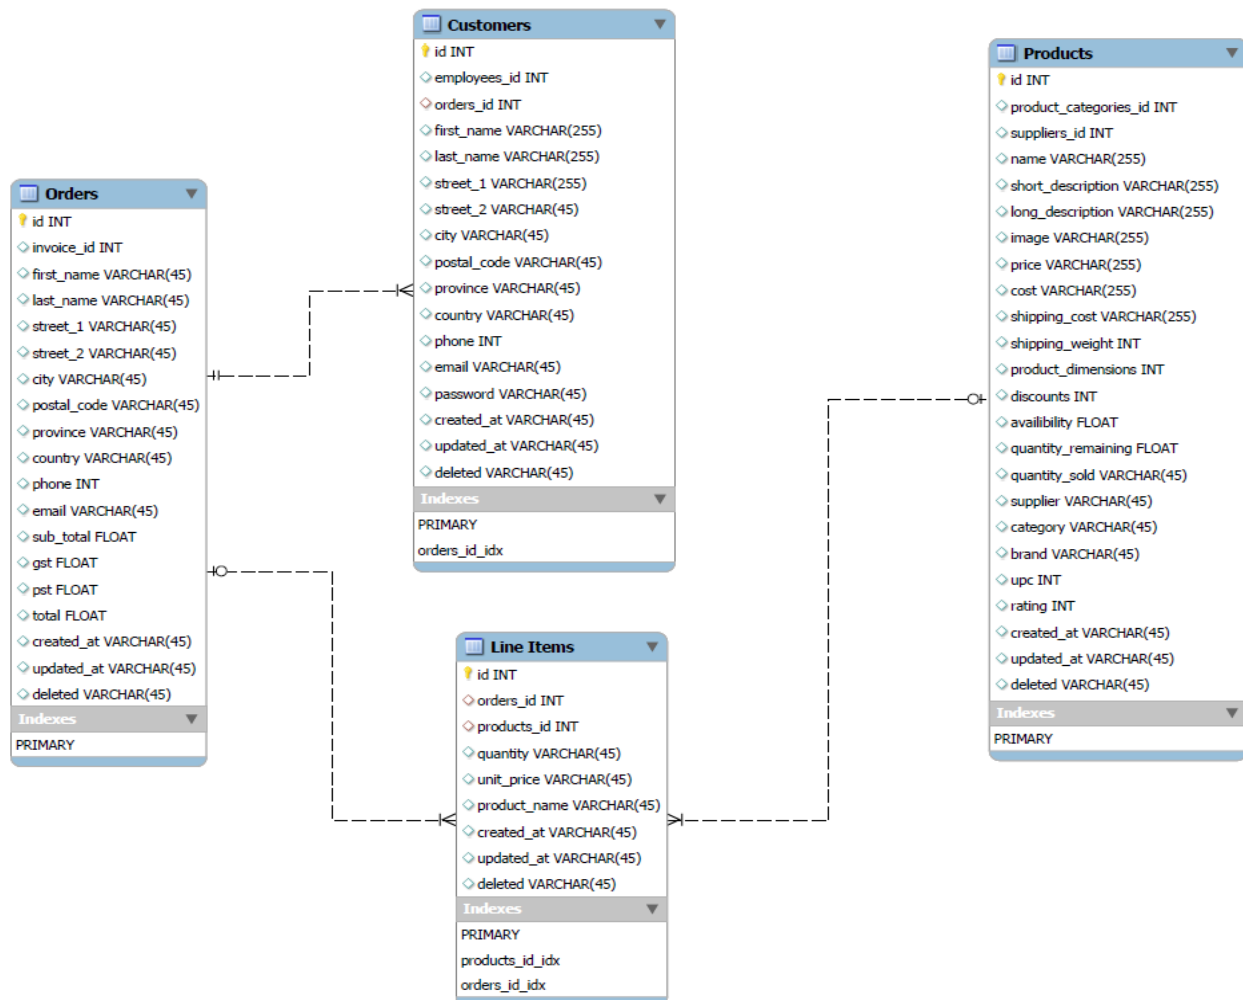 Customers
id INT
employees_id INT
orders_id INT
first_name VARCHAR(255)
last_name VARCHAR(255)
street_1 VARCHAR(255)
street_2 VARCHAR(45)
city VARCHAR(45)
postal_code VARCHAR(45)
province VARCHAR(45)
country VARCHAR(45)
phone INT
email VARCHAR(45)
password VARCHAR(45)
created_at VARCHAR(45)
updated_at VARCHAR(45)
deleted VARCHAR(45)
Indexes
PRIMARY
orders_id_idx
Products
id INT
product_categories_id INT
suppliers_id INT
name VARCHAR(255)
short_description VARCHAR(255)
long_description VARCHAR(255)
image VARCHAR(255)
price VARCHAR(255)
cost VARCHAR(255)
shipping_cost VARCHAR(255)
shipping_weight INT
product_dimensions INT
discounts INT
availibility FLOAT
quantity_remaining FLOAT
quantity_sold VARCHAR(45)
supplier VARCHAR(45)
category VARCHAR(45)
brand VARCHAR(45)
upc INT
rating INT
created_at VARCHAR(45)
updated_at VARCHAR(45)
deleted VARCHAR(45)
Indexes
PRIMARY
Orders
id INT
invoice_id INT
first_name VARCHAR(45)
last_name VARCHAR(45)
street_1 VARCHAR(45)
street_2 VARCHAR(45)
city VARCHAR(45)
postal_code VARCHAR(45)
province VARCHAR(45)
country VARCHAR(45)
phone INT
email VARCHAR(45)
sub_total FLOAT
gst FLOAT
pst FLOAT
total FLOAT
created_at VARCHAR(45)
updated_at VARCHAR(45)
deleted VARCHAR(45)
Indexes
PRIMARY
Line Items
id INT
orders_id INT
products_id INT
quantity VARCHAR(45)
unit_price VARCHAR(45)
product_name VARCHAR(45)
created_at VARCHAR(45)
updated_at VARCHAR(45)
deleted VARCHAR(45)
Indexes
PRIMARY
products_id_idx
orders_id_idx